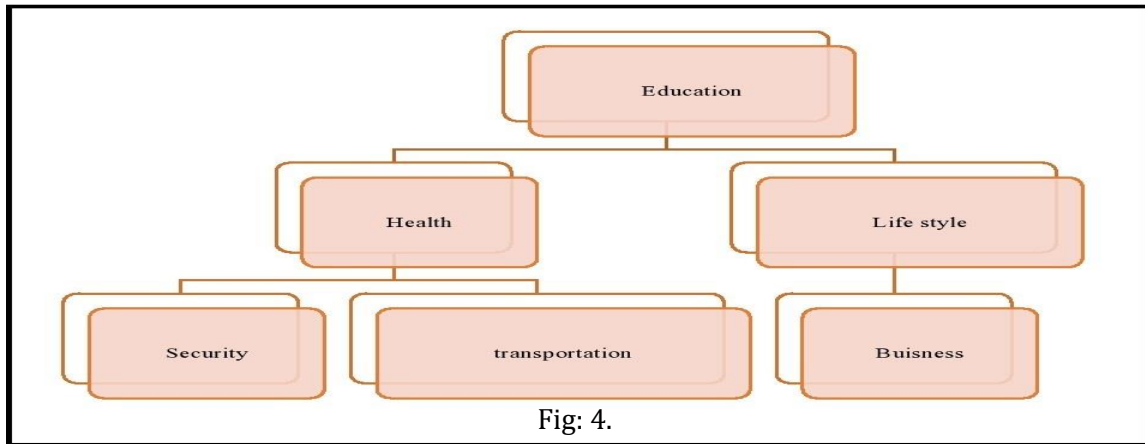 Education
Health
Life style
Security
transportation
Buisness
Fig: 4.